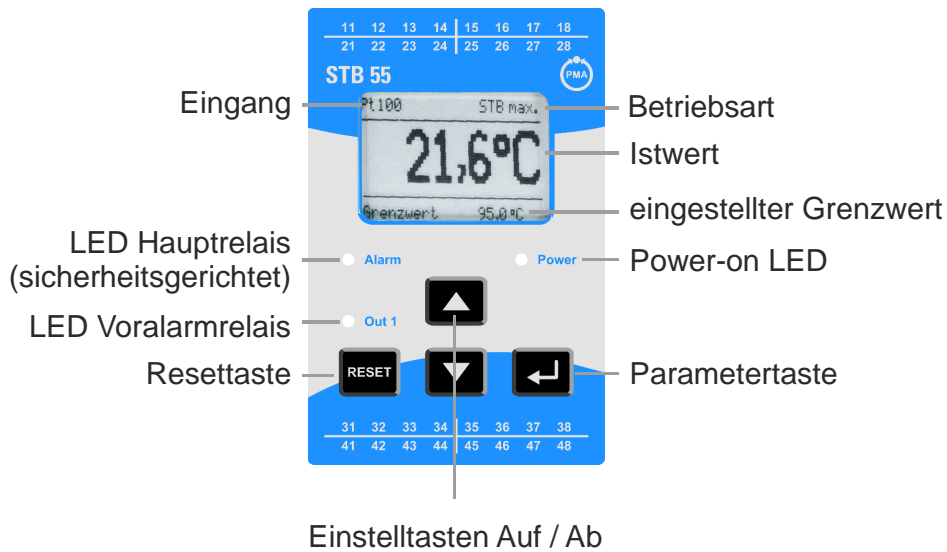 11 12 13 14 15 16 17 18
21 22 23 24 25 26 27 28
STB 55
PMA
Eingang
Pt100 STB max.
Betriebsart
21,6°C
Istwert
Grenzwert 95.0 °C
eingestellter Grenzwert
LED Hauptrelais
(sicherheitsgerichtet)
Alarm
Power
Power-on LED
LED Voralarmrelais
Out 1
Resettaste
RESET
Parametertaste
31 32 33 34 35 36 37 38
41 42 43 44 45 46 47 48
Einstelltasten Auf / Ab